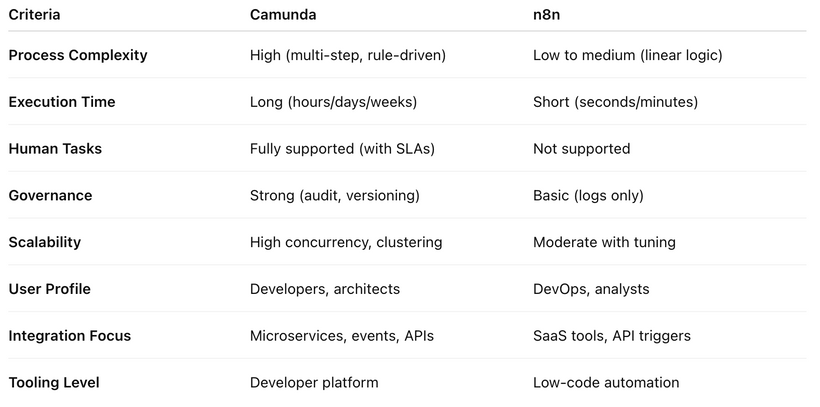 Criteria Camunda n8n
Process Complexity High (multi-step, rule-driven) Low to medium (linear logic)
Execution Time Long (hours/days/weeks) Short (seconds/minutes)
Human Tasks Fully supported (with SLAs) Not supported
Governance Strong (audit, versioning) Basic (logs only)
Scalability High concurrency, clustering Moderate with tuning
User Profile Developers, architects DevOps, analysts
Integration Focus Microservices, events, APIs SaaS tools, API triggers
Tooling Level Developer platform Low-code automation